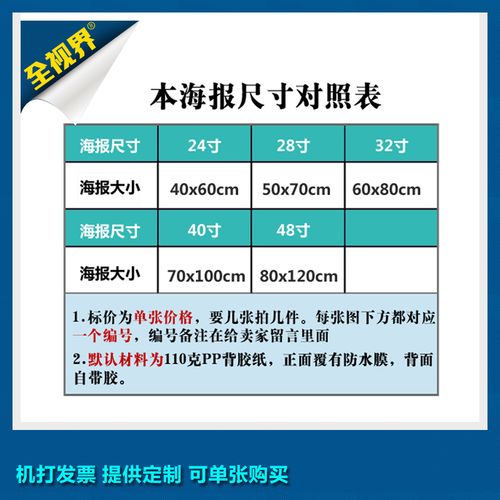 全视界
本海报尺寸对照表
海报尺寸 24寸 28寸 32寸
海报大小 40x60cm 50x70cm 60x80cm
海报尺寸 40寸 48寸
海报大小 70x100cm 80x120cm
1.标价为单张价格，要几张拍几件。每张图下方都对应
一个编号，编号备注在给卖家留言里面
2.默认材料为110克PP背胶纸，正面覆有防水膜，背面
自带胶。
机打发票 提供定制 可单张购买